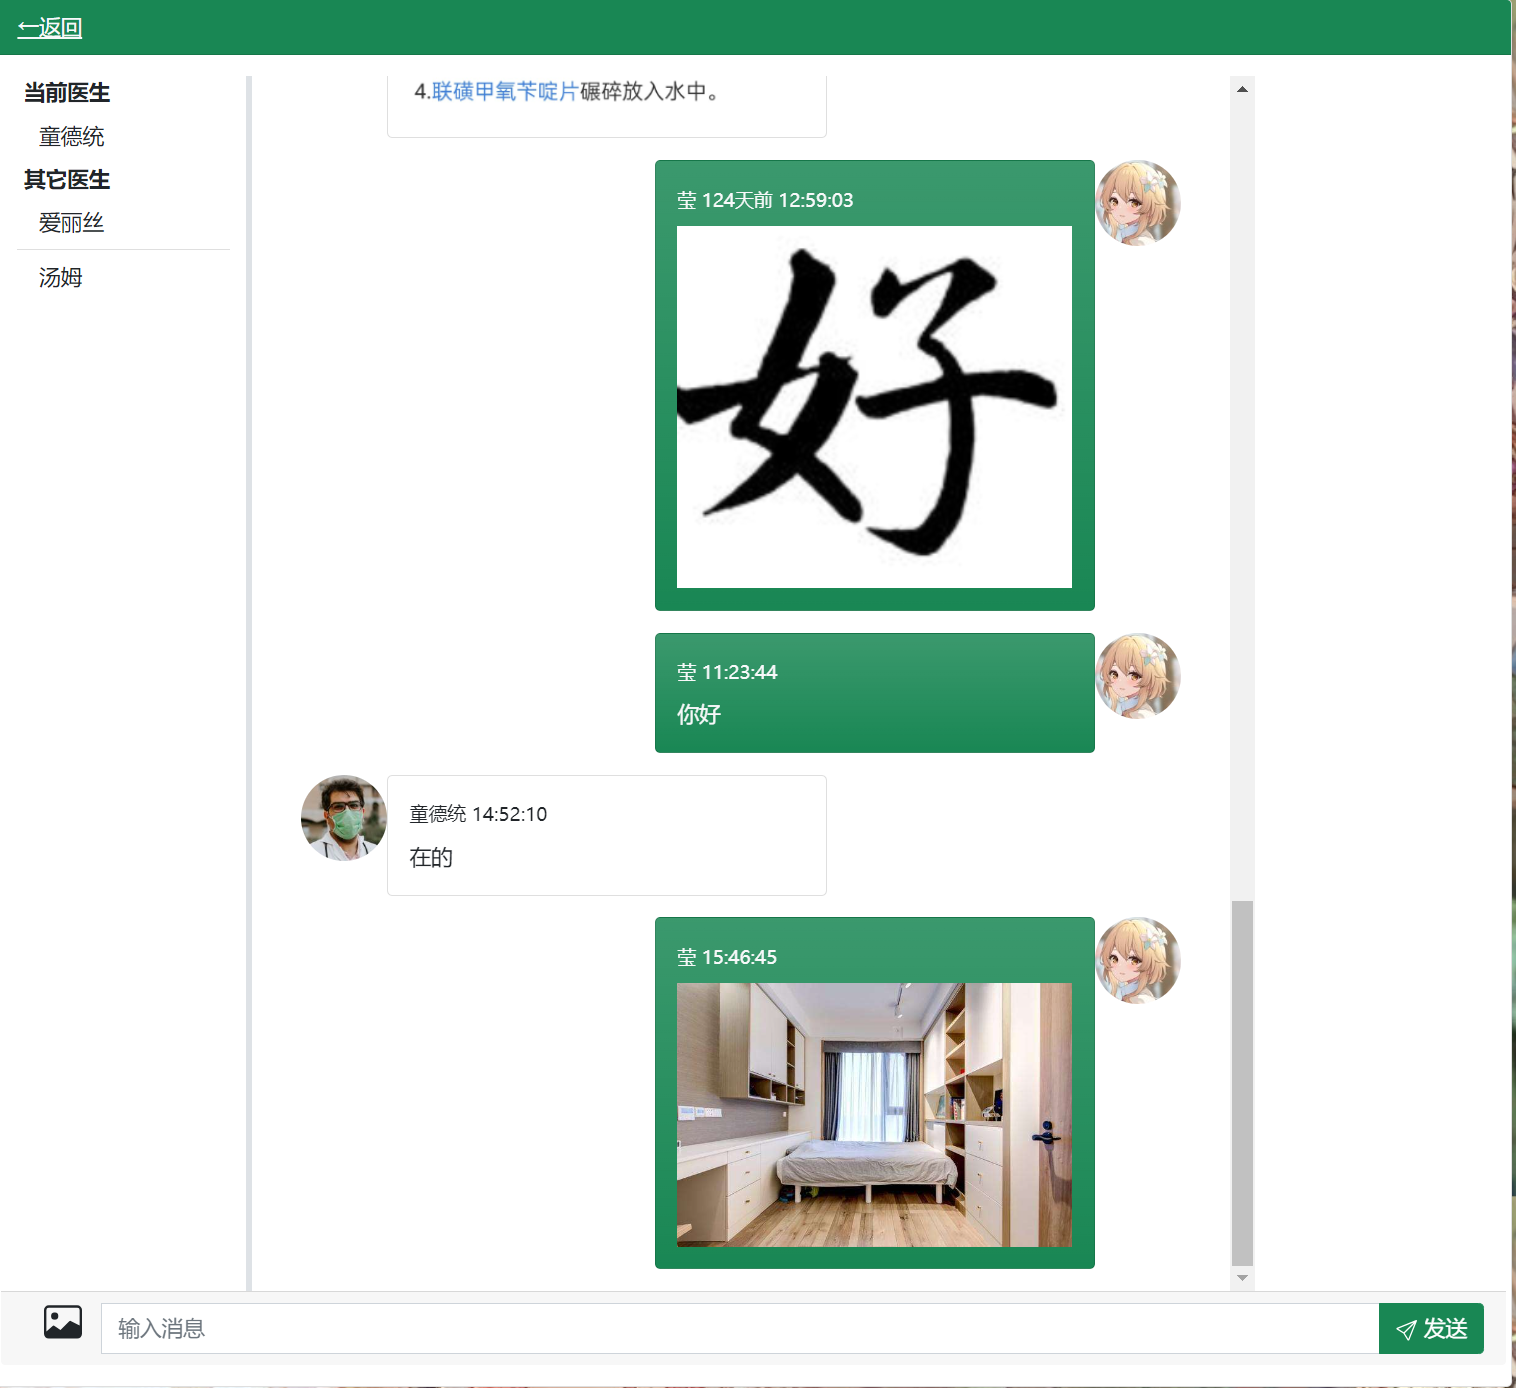 ←返回
当前医生
童德统
其它医生
爱丽丝
汤姆
4.联磺甲氧苄啶片碾碎放入水中。
莹 124天前 12:59:03
好
莹 11:23:44
你好
童德统 14:52:10
在的
莹 15:46:45
输入消息
发送